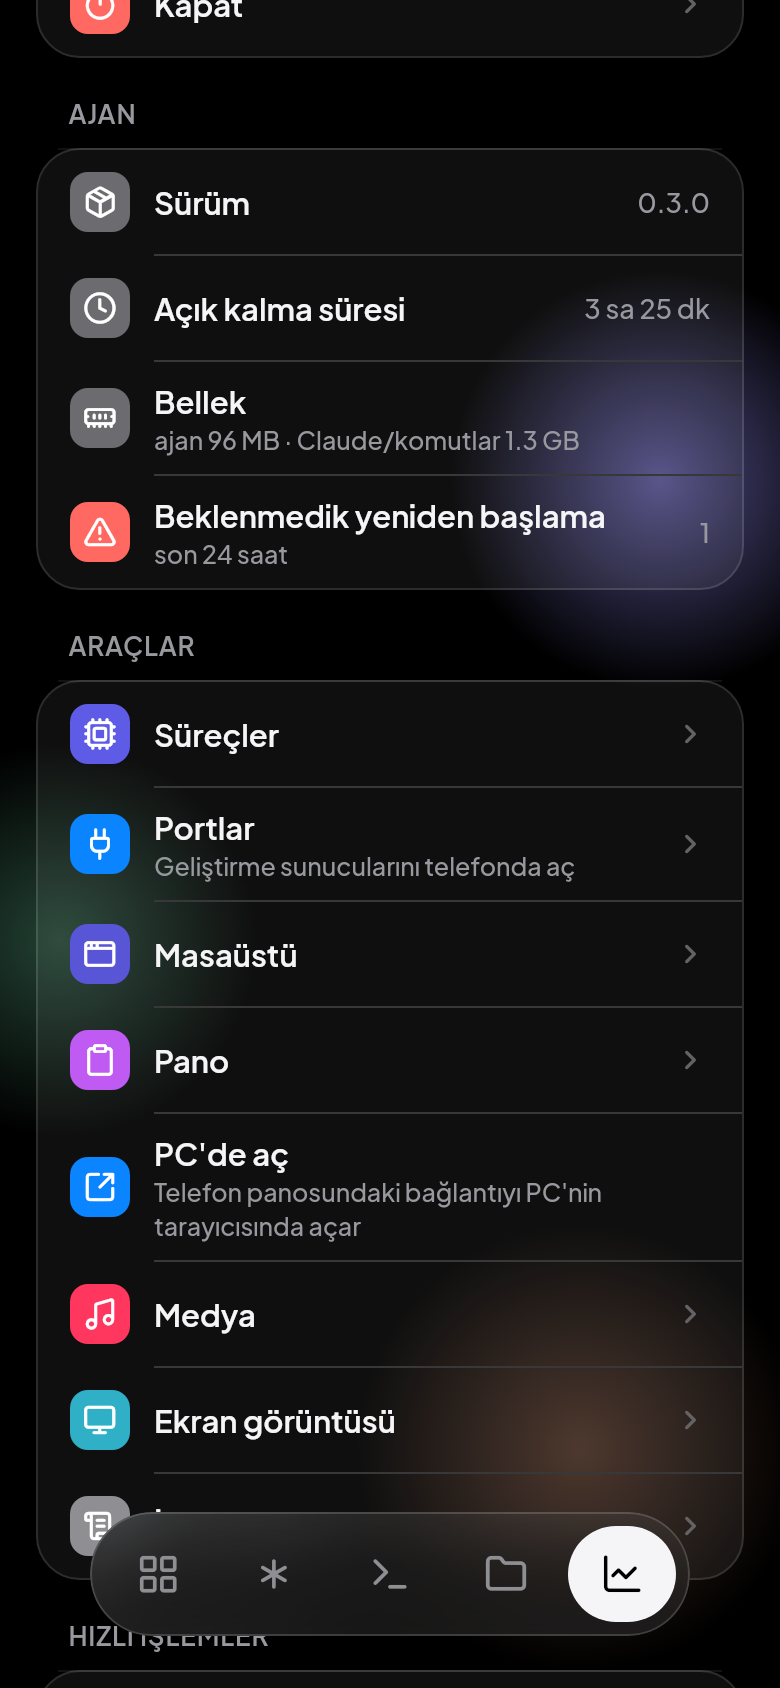 Kapat
AJAN
Sürüm
0.3.0
Açık kalma süresi
3 sa 25 dk
Bellek
ajan 96 MB · Claude/komutlar 1.3 GB
Beklenmedik yeniden başlama
1
son 24 saat
ARAÇLAR
Süreçler
Portlar
Geliştirme sunucularını telefonda aç
Masaüstü
Pano
PC'de aç
Telefon panosundaki bağlantıyı PC'nin
tarayıcısında açar
Medya
Ekran görüntüsü
HIZLI İŞLEMLER